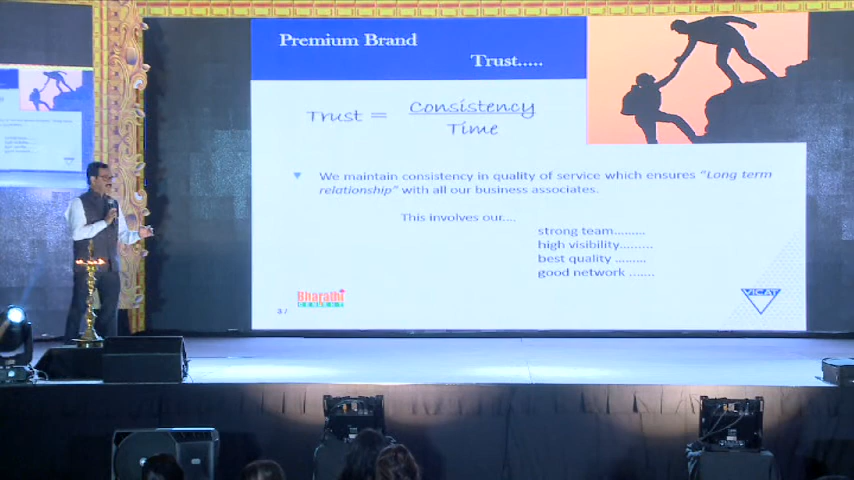 Premium Brand
Trust.....
Trust = Consistency
Time
We maintain consistency in quality of service which ensures "Long term
relationship" with all our business associates.
This involves our....
strong team.........
high visibility.........
best quality .........
good network .......
Bharathi
CEMENT
37
VICAT